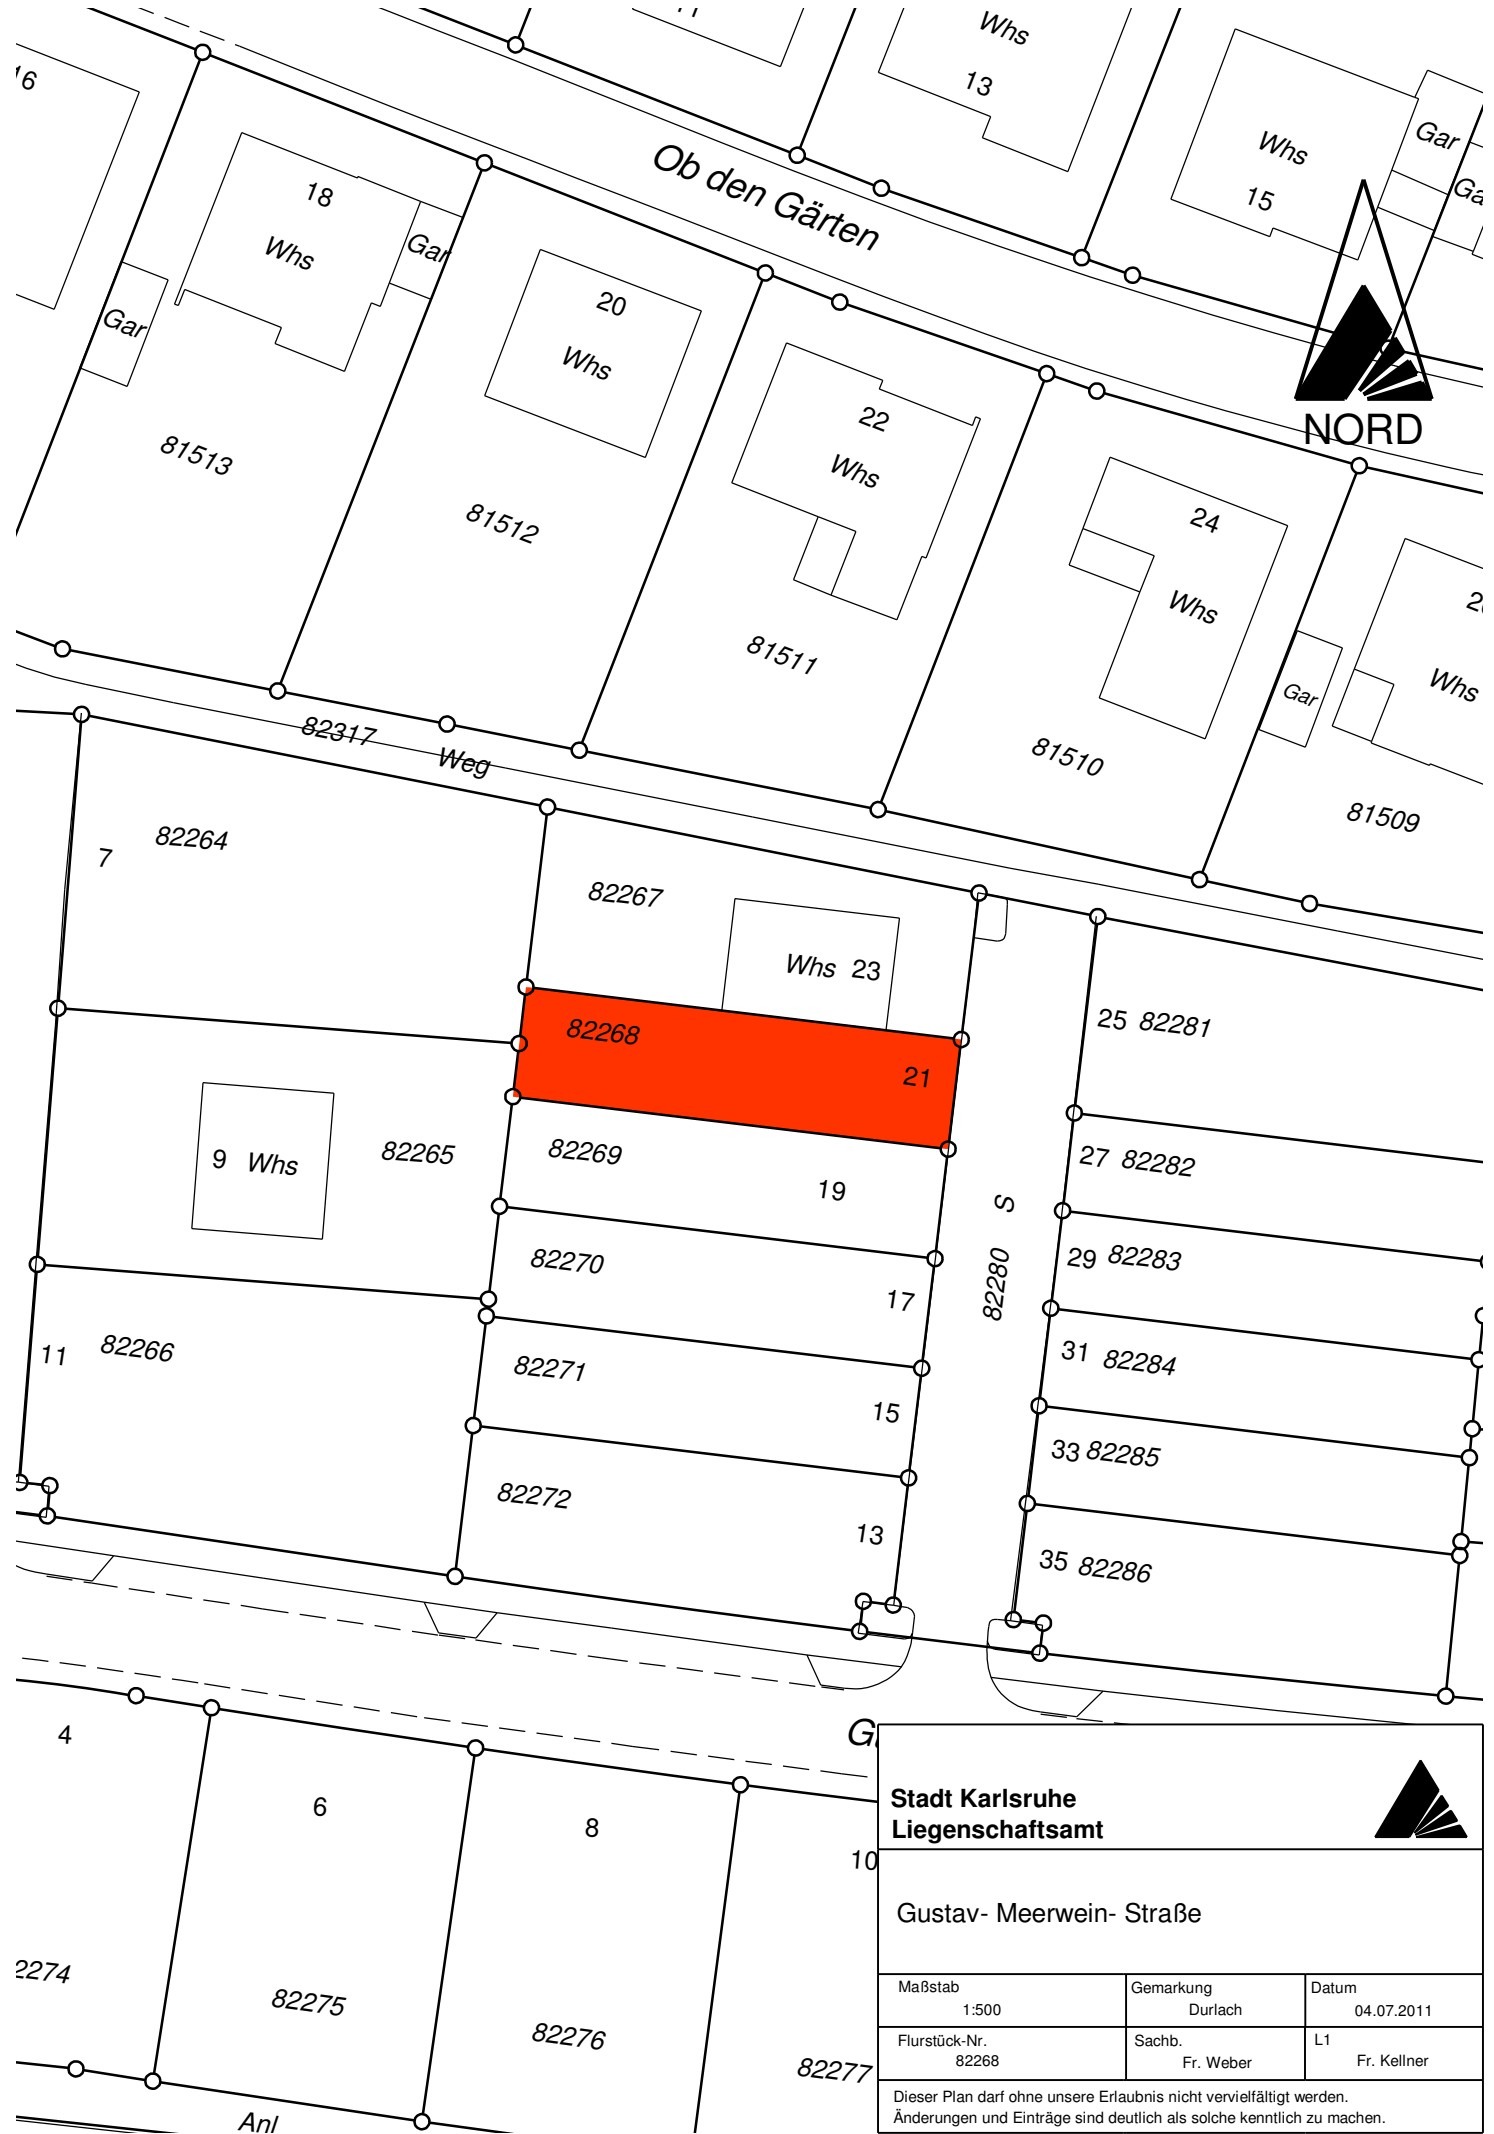 16
Whs
13
Whs
15
Gar
Ob den Gärten
18
Whs
Gar
Gar
20
Whs
NORD
22
Whs
81513
81512
24
Whs
81511
Gar
Whs
81510
81509
82317
Weg
7
82264
82267
Whs 23
82268
21
25 82281
9 Whs
82265
82269
19
27 82282
82280 S
82270
17
29 82283
11
82266
82271
15
31 82284
82272
13
33 82285
35 82286
4
6
8
10
2274
82275
82276
82277
Anl
Stadt Karlsruhe
Liegenschaftsamt
Gustav- Meerwein- Straße
Maßstab
1:500
Gemarkung
Durlach
Datum
04.07.2011
Flurstück-Nr.
82268
Sachb.
Fr. Weber
L1
Fr. Kellner
Dieser Plan darf ohne unsere Erlaubnis nicht vervielfältigt werden.
Änderungen und Einträge sind deutlich als solche kenntlich zu machen.